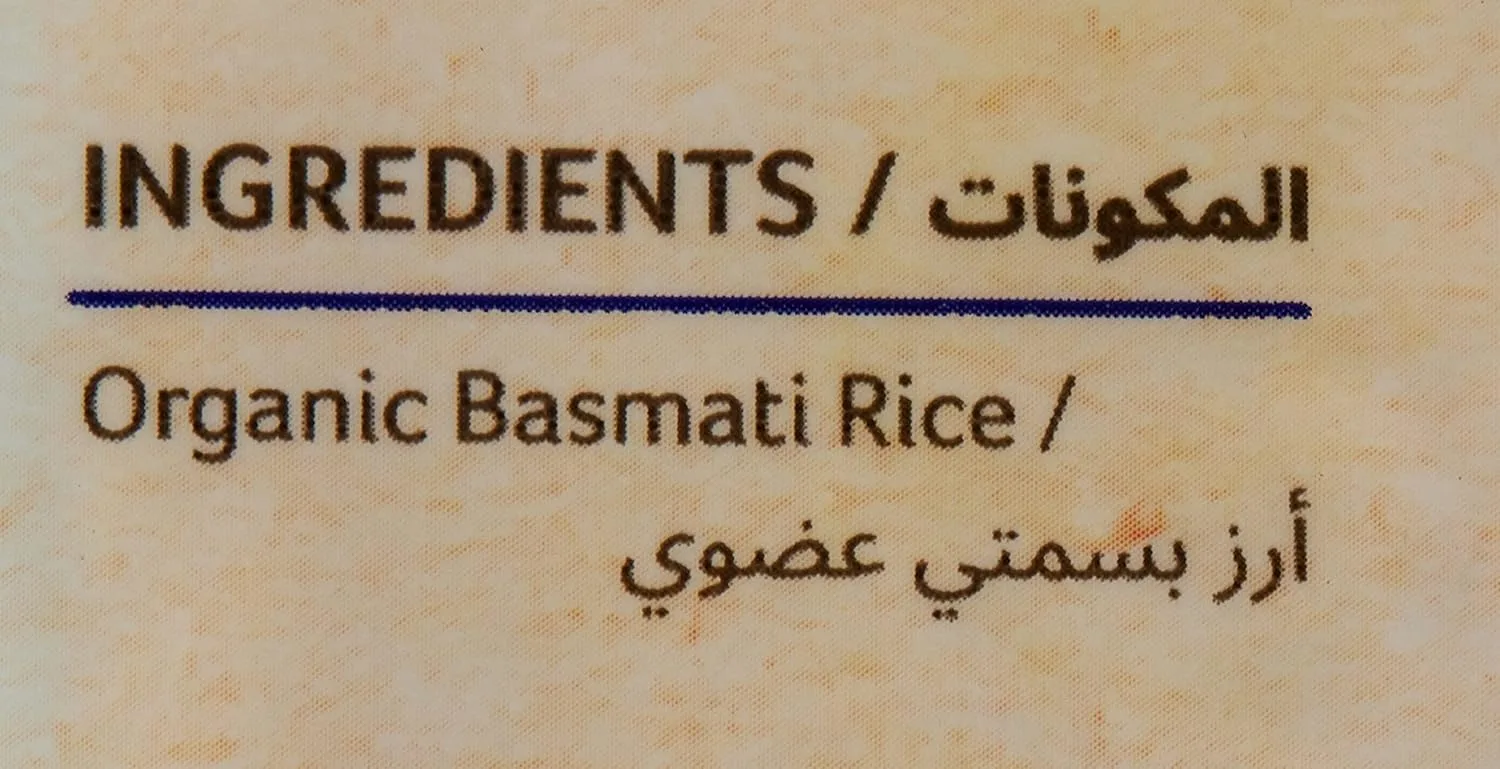 INGREDIENTS / المكونات
Organic Basmati Rice /
أرز بسمتي عضوي